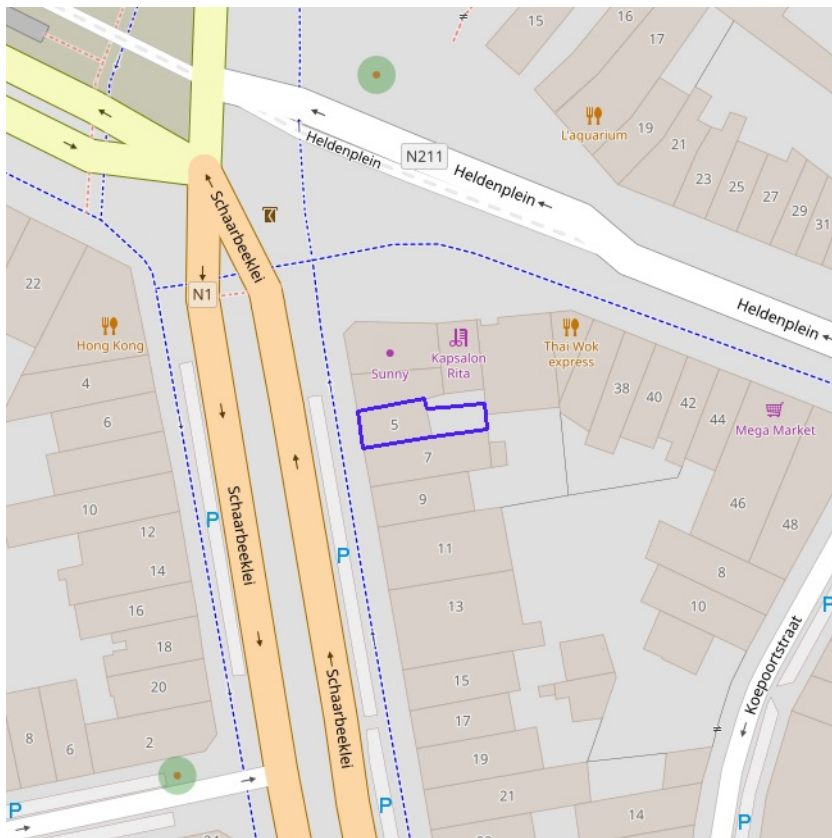 15
16
17
L'aquarium
19
21
23
25
27
29
31
Heldenplein
N211
Heldenplein
Heldenplein
Schaarbeeklei
N1
22
Hong Kong
4
6
10
12
14
16
18
20
8
6
2
P
Schaarbeeklei
P
Schaarbeeklei
P
P
Sunny
Kapsalon
Rita
Thai Wok
express
38
40
42
44
Mega Market
46
48
5
7
9
11
13
15
17
19
21
8
10
14
Koepoortstraat
P
P